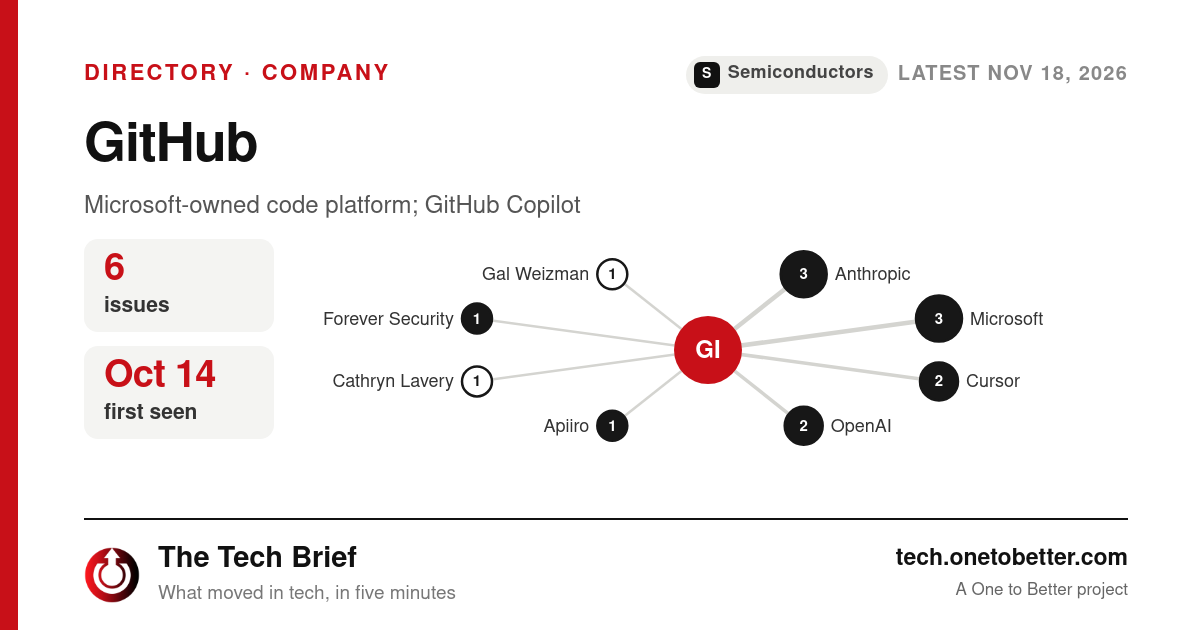 DIRECTORY · COMPANY
S Semiconductors LATEST NOV 18, 2026
GitHub
Microsoft-owned code platform; GitHub Copilot
6
issues
Oct 14
first seen
Gal Weizman 1
3 Anthropic
Forever Security 1
3 Microsoft
GI
Cathryn Lavery 1
2 Cursor
Apiiro 1
2 OpenAI
The Tech Brief
What moved in tech, in five minutes
tech.onetobetter.com
A One to Better project